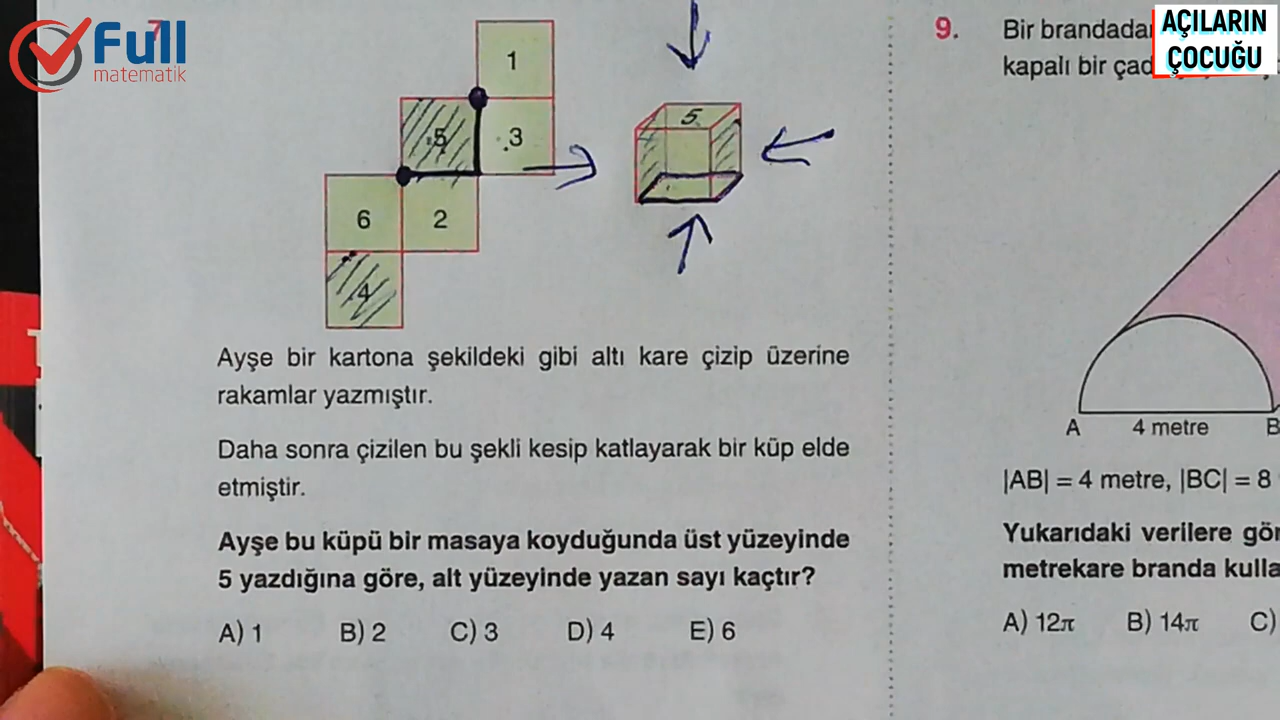 7.
Full
matematik
1
5
3
6
2
4
5
Ayşe bir kartona şekildeki gibi altı kare çizip üzerine
rakamlar yazmıştır.
Daha sonra çizilen bu şekli kesip katlayarak bir küp elde
etmiştir.
Ayşe bu küpü bir masaya koyduğunda üst yüzeyinde
5 yazdığına göre, alt yüzeyinde yazan sayı kaçtır?
A) 1 B) 2 C) 3 D) 4 E) 6
9. Bir brandadan
kapalı bir çad
AÇILARIN
ÇOCUĞU
A 4 metre B
|AB| = 4 metre, |BC| = 8
Yukarıdaki verilere gör
metrekare branda kulla
A) 12π B) 14π C)